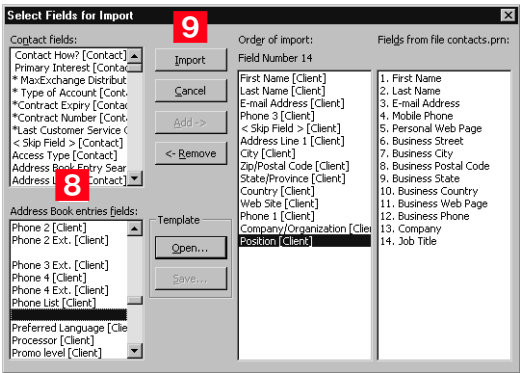 Select Fields for Import
Contact fields:
Contact How? [Contact]
Primary Interest [Contac
* MaxExchange Distribut
* Type of Account [Conta
*Contract Expiry [Contac
*Contract Number [Conta
*Last Customer Service C
< Skip Field > [Contact]
Access Type [Contact]
Address Book Entry Sear
Address L Contact]
8
Address Book entries fields:
Phone 2 [Client]
Phone 2 Ext. [Client]
Phone 3 Ext. [Client]
Phone 4 [Client]
Phone 4 Ext. [Client]
Phone List [Client]
Preferred Language [Clie
Processor [Client]
Promo level [Client]
9
Import
Cancel
Add ->
<- Remove
Template
Open...
Save...
Order of import:
Field Number 14
First Name [Client]
Last Name [Client]
E-mail Address [Client]
Phone 3 [Client]
< Skip Field > [Client]
Address Line 1 [Client]
City [Client]
Zip/Postal Code [Client]
State/Province [Client]
Country [Client]
Web Site [Client]
Phone 1 [Client]
Company/Organization [Clien
Position [Client]
Fields from file contacts.prn:
1. First Name
2. Last Name
3. E-mail Address
4. Mobile Phone
5. Personal Web Page
6. Business Street
7. Business City
8. Business Postal Code
9. Business State
10. Business Country
11. Business Web Page
12. Business Phone
13. Company
14. Job Title